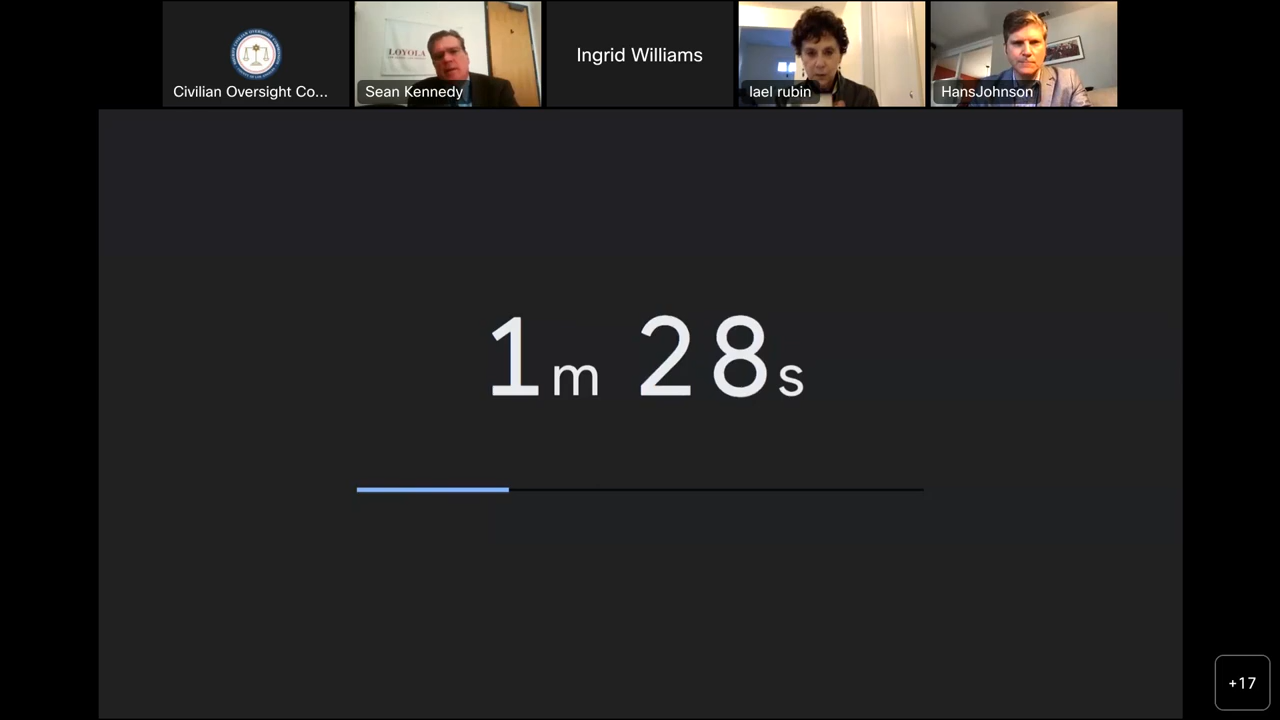 Civilian Oversight Co...
Sean Kennedy
LOYOLA
Ingrid Williams
lael rubin
HansJohnson
1m 28s
+17